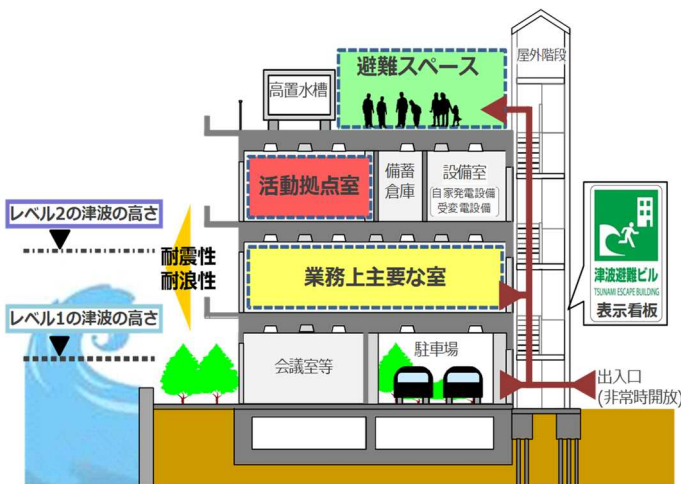 避難スペース
屋外階段
高置水槽
活動拠点室
備蓄
倉庫
設備室
自家発電設備
受変電設備
レベル2の津波の高さ
耐震性
耐浪性
業務上主要な室
津波避難ビル
TSUNAMI ESCAPE BUILDING
表示看板
レベル1の津波の高さ
会議室等
駐車場
出入口
(非常時開放)